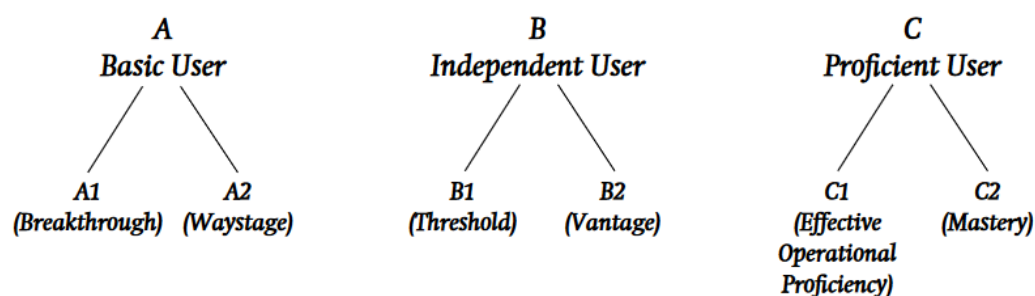 A
Basic User
B
Independent User
C
Proficient User
A1
(Breakthrough)
A2
(Waystage)
B1
(Threshold)
B2
(Vantage)
C1
(Effective
Operational
Proficiency)
C2
(Mastery)